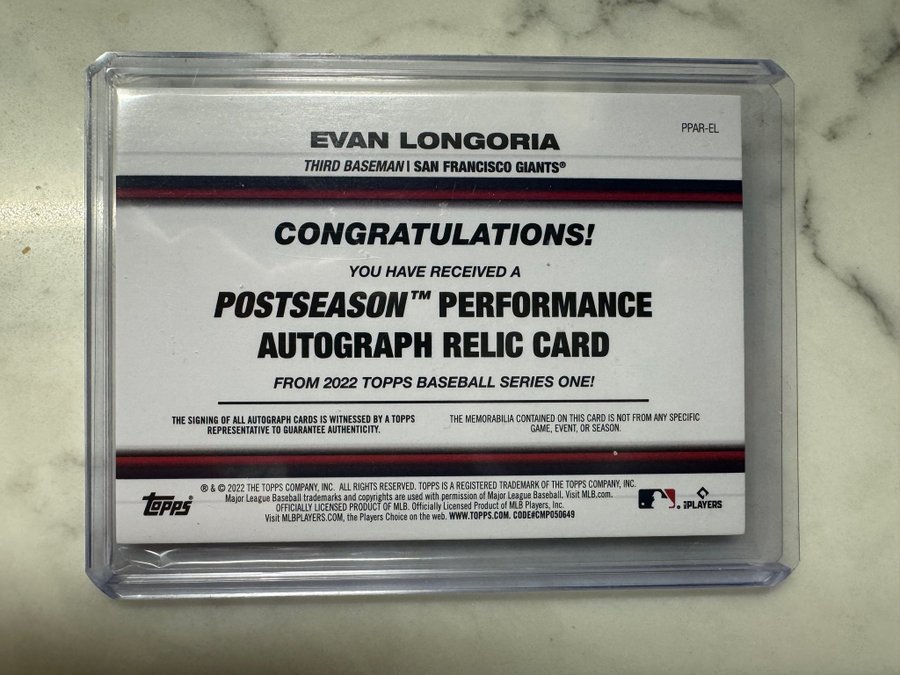 PPAR-EL
EVAN LONGORIA
THIRD BASEMAN | SAN FRANCISCO GIANTS®
CONGRATULATIONS!
YOU HAVE RECEIVED A
POSTSEASON™ PERFORMANCE
AUTOGRAPH RELIC CARD
FROM 2022 TOPPS BASEBALL SERIES ONE!
THE SIGNING OF ALL AUTOGRAPH CARDS IS WITNESSED BY A TOPPS
REPRESENTATIVE TO GUARANTEE AUTHENTICITY.
THE MEMORABILIA CONTAINED ON THIS CARD IS NOT FROM ANY SPECIFIC
GAME, EVENT, OR SEASON.
topps®
® & © 2022 THE TOPPS COMPANY, INC. ALL RIGHTS RESERVED. TOPPS IS A REGISTERED TRADEMARK OF THE TOPPS COMPANY, INC.
Major League Baseball trademarks and copyrights are used with permission of Major League Baseball. Visit MLB.com.
OFFICIALLY LICENSED PRODUCT OF MLB. Officially Licensed Product of MLB Players, Inc.
Visit MLBPLAYERS.COM, the Players Choice on the web. WWW.TOPPS.COM. CODE#CMP050649
PLAYERS